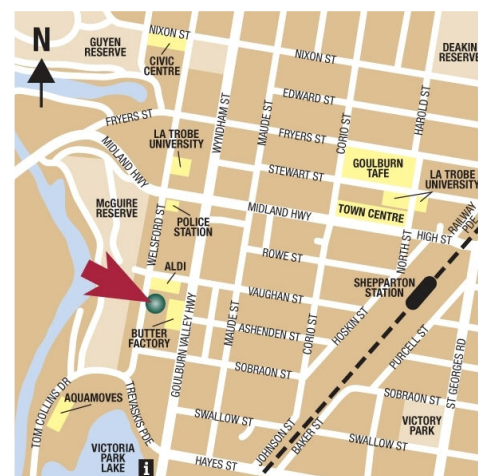 NIXON ST
GUYEN
RESERVE
CIVIC
CENTRE
NIXON ST
DEAKIN
RESERVE
N
EDWARD ST
WYNDHAM ST
MAUDE ST
CORIO ST
HAROLD ST
FRYERS ST
FRYERS ST
LA TROBE
UNIVERSITY
MIDLAND HWY
STEWART ST
GOULBURN
TAFE
LA TROBE
UNIVERSITY
McGUIRE
RESERVE
WELSFORD ST
POLICE
STATION
MIDLAND HWY
TOWN CENTRE
RAILWAY
PDE
HIGH ST
NORTH ST
ROWE ST
SHEPPARTON
STATION
ALDI
VAUGHAN ST
HOSKIN ST
BUTTER
FACTORY
GOULBURN VALLEY HWY
MAUDE ST
ASHENDEN ST
CORIO ST
PURCELL ST
ST GEORGES RD
SOBRAON ST
SOBRAON ST
TOM COLLINS DR
AQUAMOVES
TREVASKIS PDE
SWALLOW ST
JOHNSON ST
BAKER ST
SWALLOW ST
VICTORY
PARK
VICTORIA
PARK
LAKE
i
HAYES ST